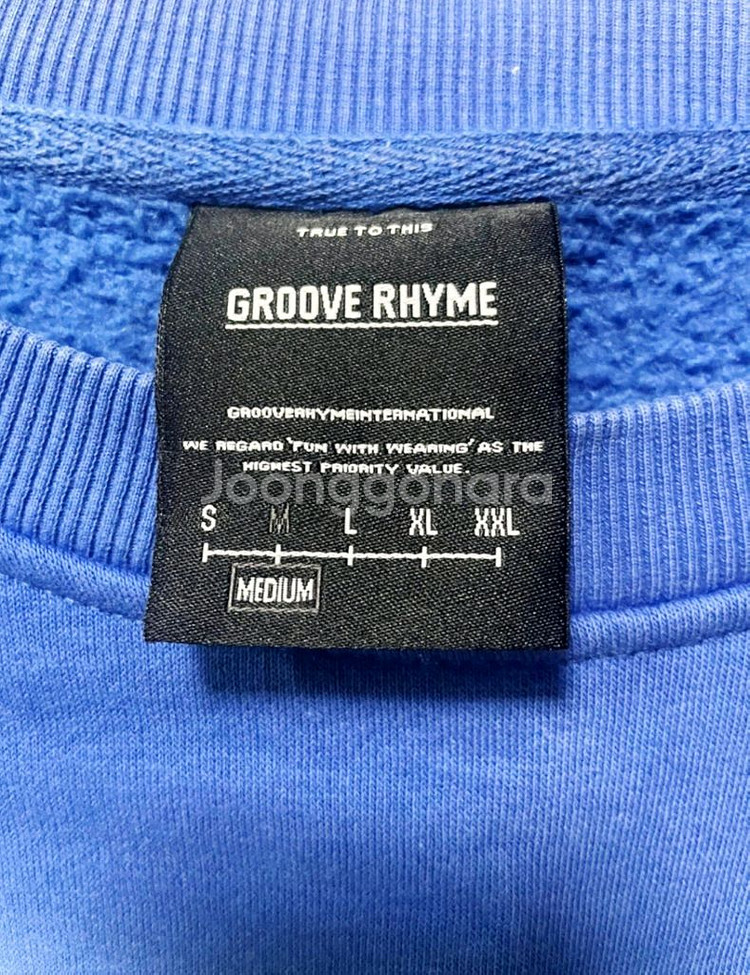 TRUE TO THIS
GROOVE RHYME
GROOVERHYMEINTERNATIONAL
WE REGARD 'FUN WITH WEARING' AS THE
HIGHEST PRIORITY VALUE.
Joonggonara
S M L XL XXL
MEDIUM